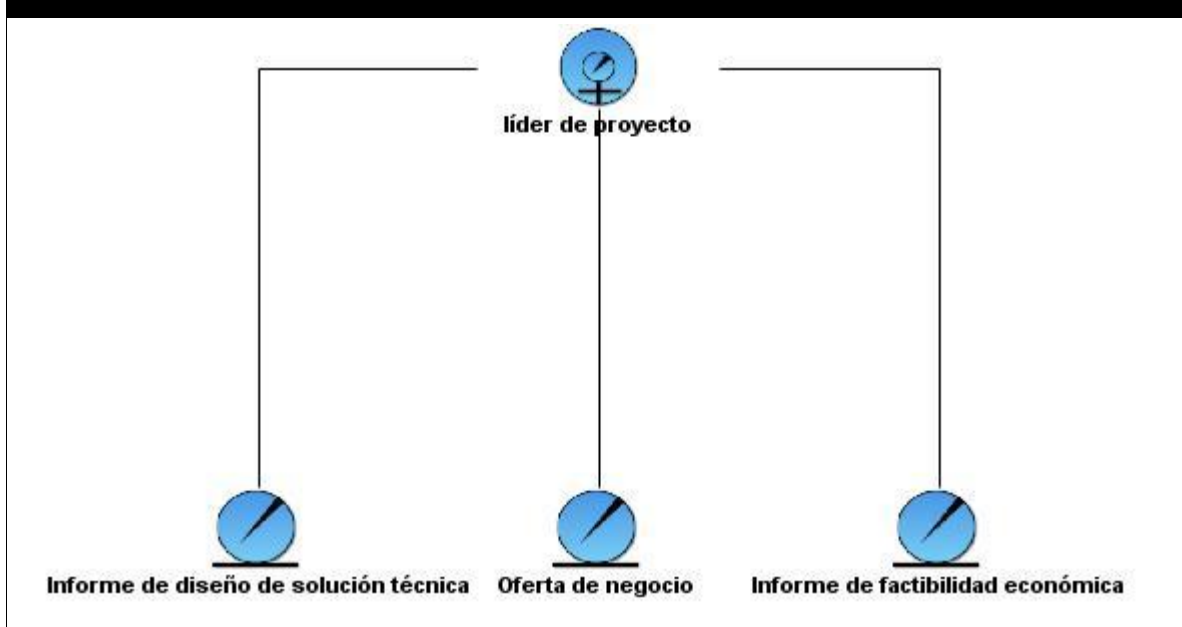 líder de proyecto
Informe de diseño de solución técnica
Oferta de negocio
Informe de factibilidad económica